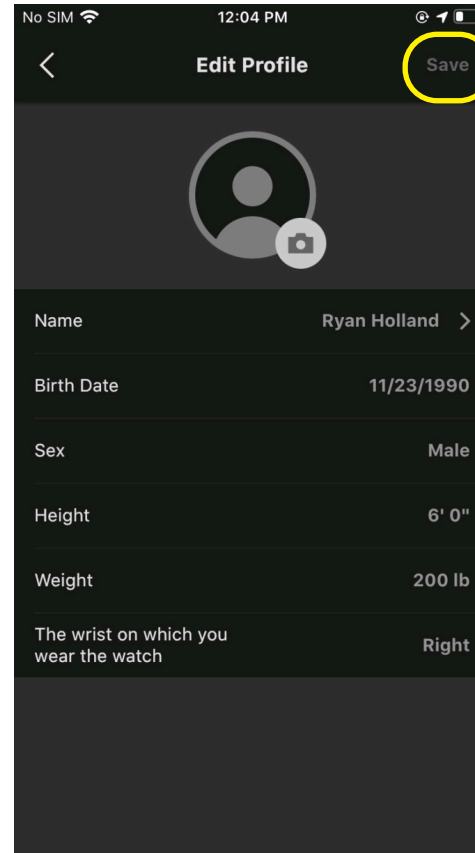 No SIM 12:04 PM
Edit Profile Save
Name Ryan Holland
Birth Date 11/23/1990
Sex Male
Height 6' 0"
Weight 200 lb
The wrist on which you
wear the watch Right